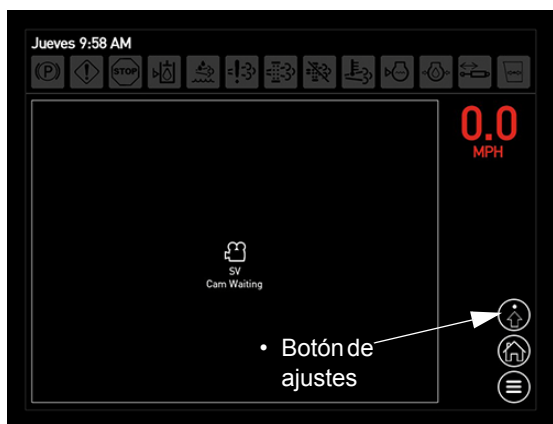 Jueves 9:58 AM
P
STOP
0.0
MPH
SV
Cam Waiting
• Botón de
ajustes